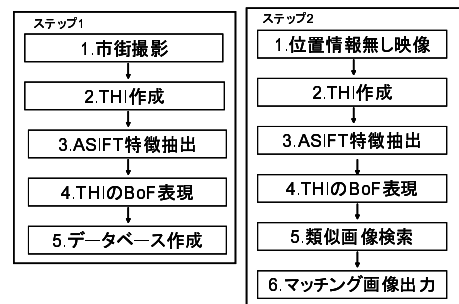 ステップ1
1.市街撮影
2.THI作成
3.ASIFT特徴抽出
4.THIのBoF表現
5.データベース作成
ステップ2
1.位置情報無し映像
2.THI作成
3.ASIFT特徴抽出
4.THIのBoF表現
5.類似画像検索
6.マッチング画像出力